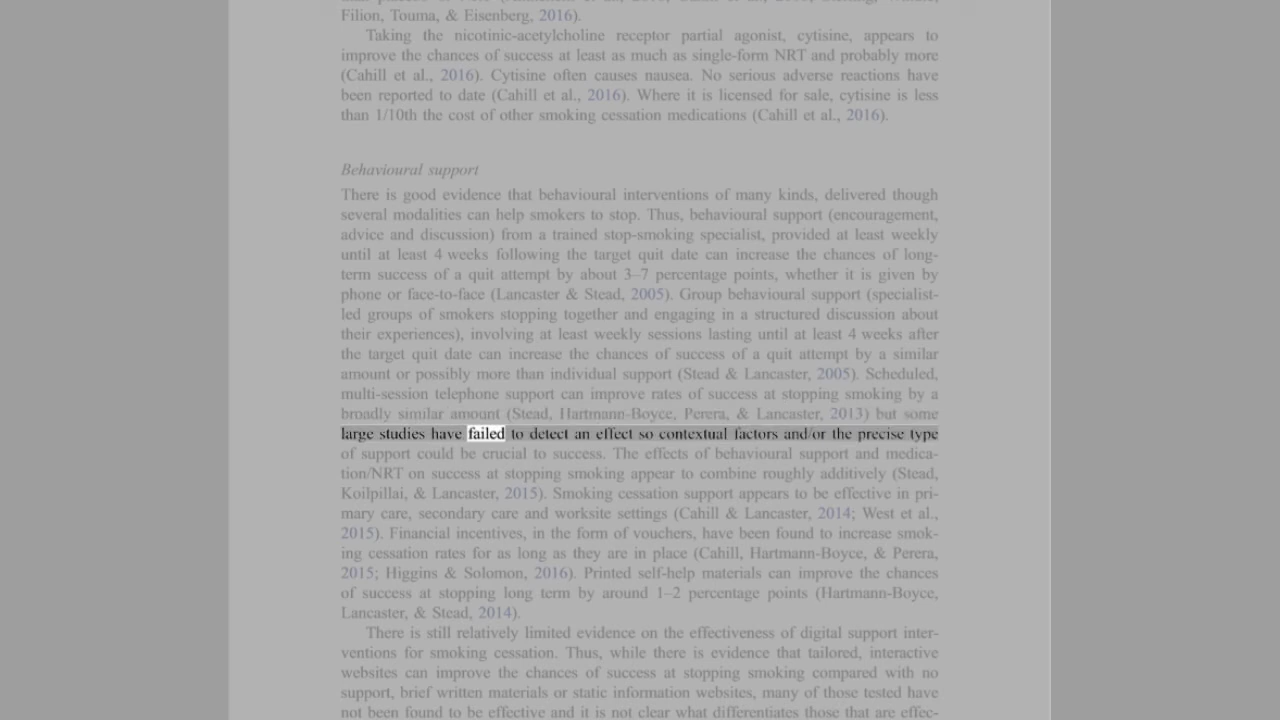 Filion, Touma, & Eisenberg, 2016).
Taking the nicotinic-acetylcholine receptor partial agonist, cytisine, appears to
improve the chances of success at least as much as single-form NRT and probably more
(Cahill et al., 2016). Cytisine often causes nausea. No serious adverse reactions have
been reported to date (Cahill et al., 2016). Where it is licensed for sale, cytisine is less
than 1/10th the cost of other smoking cessation medications (Cahill et al., 2016).
Behavioural support
There is good evidence that behavioural interventions of many kinds, delivered though
several modalities can help smokers to stop. Thus, behavioural support (encouragement,
advice and discussion) from a trained stop-smoking specialist, provided at least weekly
until at least 4 weeks following the target quit date can increase the chances of long-
term success of a quit attempt by about 3–7 percentage points, whether it is given by
phone or face-to-face (Lancaster & Stead, 2005). Group behavioural support (specialist-
led groups of smokers stopping together and engaging in a structured discussion about
their experiences), involving at least weekly sessions lasting until at least 4 weeks after
the target quit date can increase the chances of success of a quit attempt by a similar
amount or possibly more than individual support (Stead & Lancaster, 2005). Scheduled,
multi-session telephone support can improve rates of success at stopping smoking by a
broadly similar amount (Stead, Hartmann-Boyce, Perera, & Lancaster, 2013) but some
large studies have failed to detect an effect so contextual factors and/or the precise type
of support could be crucial to success. The effects of behavioural support and medica-
tion/NRT on success at stopping smoking appear to combine roughly additively (Stead,
Koilpillai, & Lancaster, 2015). Smoking cessation support appears to be effective in pri-
mary care, secondary care and worksite settings (Cahill & Lancaster, 2014; West et al.,
2015). Financial incentives, in the form of vouchers, have been found to increase smok-
ing cessation rates for as long as they are in place (Cahill, Hartmann-Boyce, & Perera,
2015; Higgins & Solomon, 2016). Printed self-help materials can improve the chances
of success at stopping long term by around 1–2 percentage points (Hartmann-Boyce,
Lancaster, & Stead, 2014).
There is still relatively limited evidence on the effectiveness of digital support inter-
ventions for smoking cessation. Thus, while there is evidence that tailored, interactive
websites can improve the chances of success at stopping smoking compared with no
support, brief written materials or static information websites, many of those tested have
not been found to be effective and it is not clear what differentiates those that are effec-